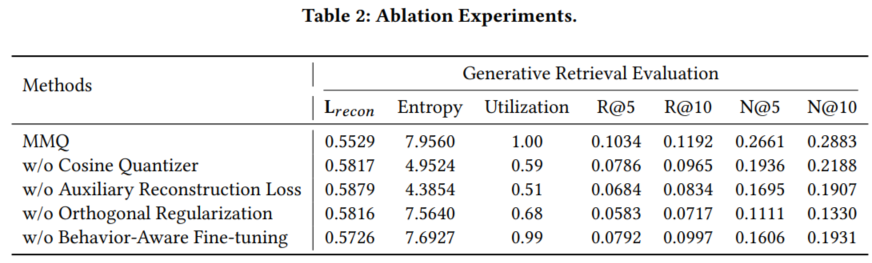 Table 2: Ablation Experiments.
Methods
Generative Retrieval Evaluation
L_recon Entropy Utilization R@5 R@10 N@5 N@10
MMQ 0.5529 7.9560 1.00 0.1034 0.1192 0.2661 0.2883
w/o Cosine Quantizer 0.5817 4.9524 0.59 0.0786 0.0965 0.1936 0.2188
w/o Auxiliary Reconstruction Loss 0.5879 4.3854 0.51 0.0684 0.0834 0.1695 0.1907
w/o Orthogonal Regularization 0.5816 7.5640 0.68 0.0583 0.0717 0.1111 0.1330
w/o Behavior-Aware Fine-tuning 0.5726 7.6927 0.99 0.0792 0.0997 0.1606 0.1931